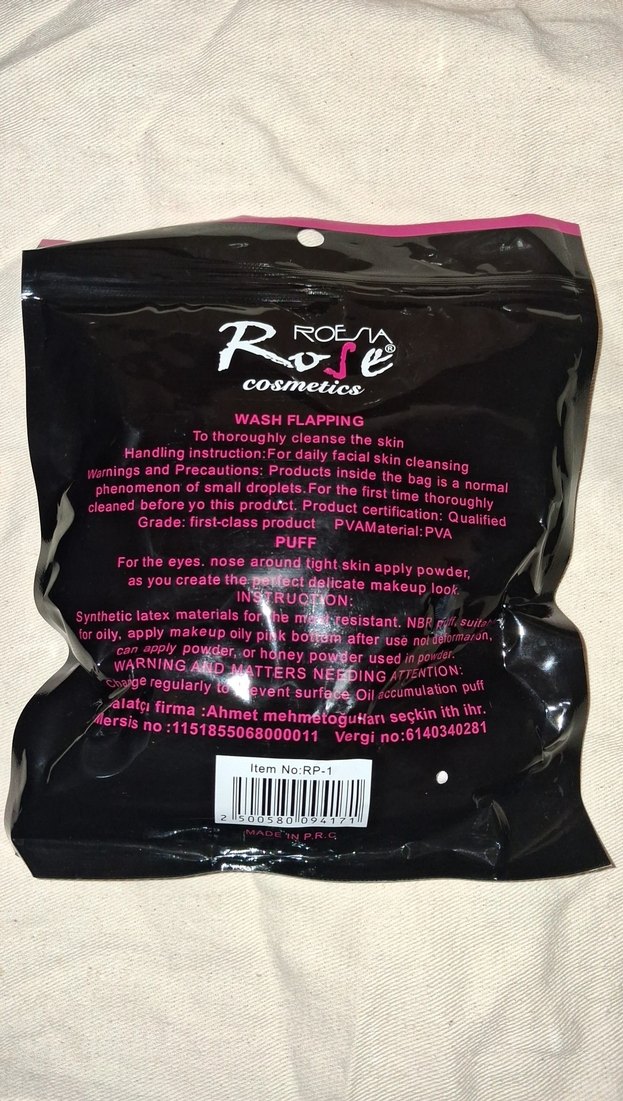 ROESIA
Rose®
cosmetics
WASH FLAPPING
To thoroughly cleanse the skin
Handling instruction:For daily facial skin cleansing
Warnings and Precautions: Products inside the bag is a normal
phenomenon of small droplets.For the first time thoroughly
cleaned before yo this product. Product certification: Qualified
Grade: first-class product PVAMaterial:PVA
PUFF
For the eyes. nose around tight skin apply powder,
as you create the perfect delicate makeup look.
INSTRUCTION:
Synthetic latex materials for the more resistant. NBR puff,
for oily, apply makeup oily pink bottom after use not deformation,
can apply powder, or honey powder used in powder.
WARNING AND MATTERS NEEDING ATTENTION:
regularly to surface Oil accumulation puff
firma :Ahmet mehmetoğulları seçkin ith ihr.
Mersis no :1151855068000011 Vergi no:6140340281
Item No:RP-1
2 500580 094171
MADE IN P.R.C